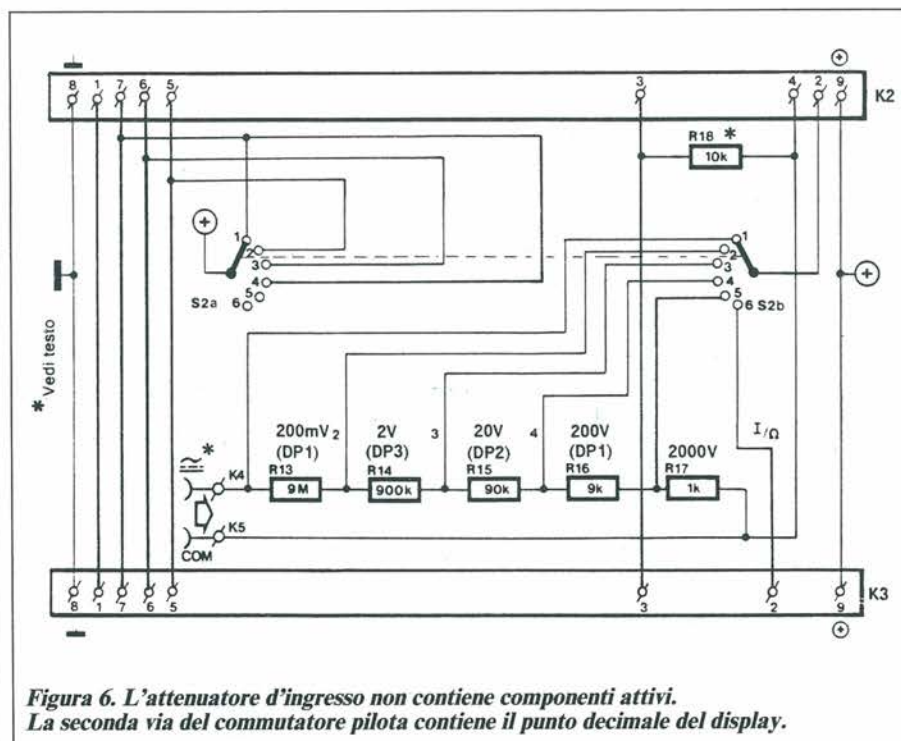 8 1 7 6 5 3 4 2 9 K2
R18 *
10k
1 2 3 4 5 6 S2a
1 2 3 4 5 6 S2b
* Vedi testo
I/Ω
200mV 2 2V 3 20V 4 200V 2000V
(DP1) (DP3) (DP2) (DP1)
* K4 R13 R14 R15 R16 R17
9M 900k 90k 9k 1k
K5
COM
8 1 7 6 5 3 2 9 K3
Figura 6. L'attenuatore d'ingresso non contiene componenti attivi.
La seconda via del commutatore pilota contiene il punto decimale del display.